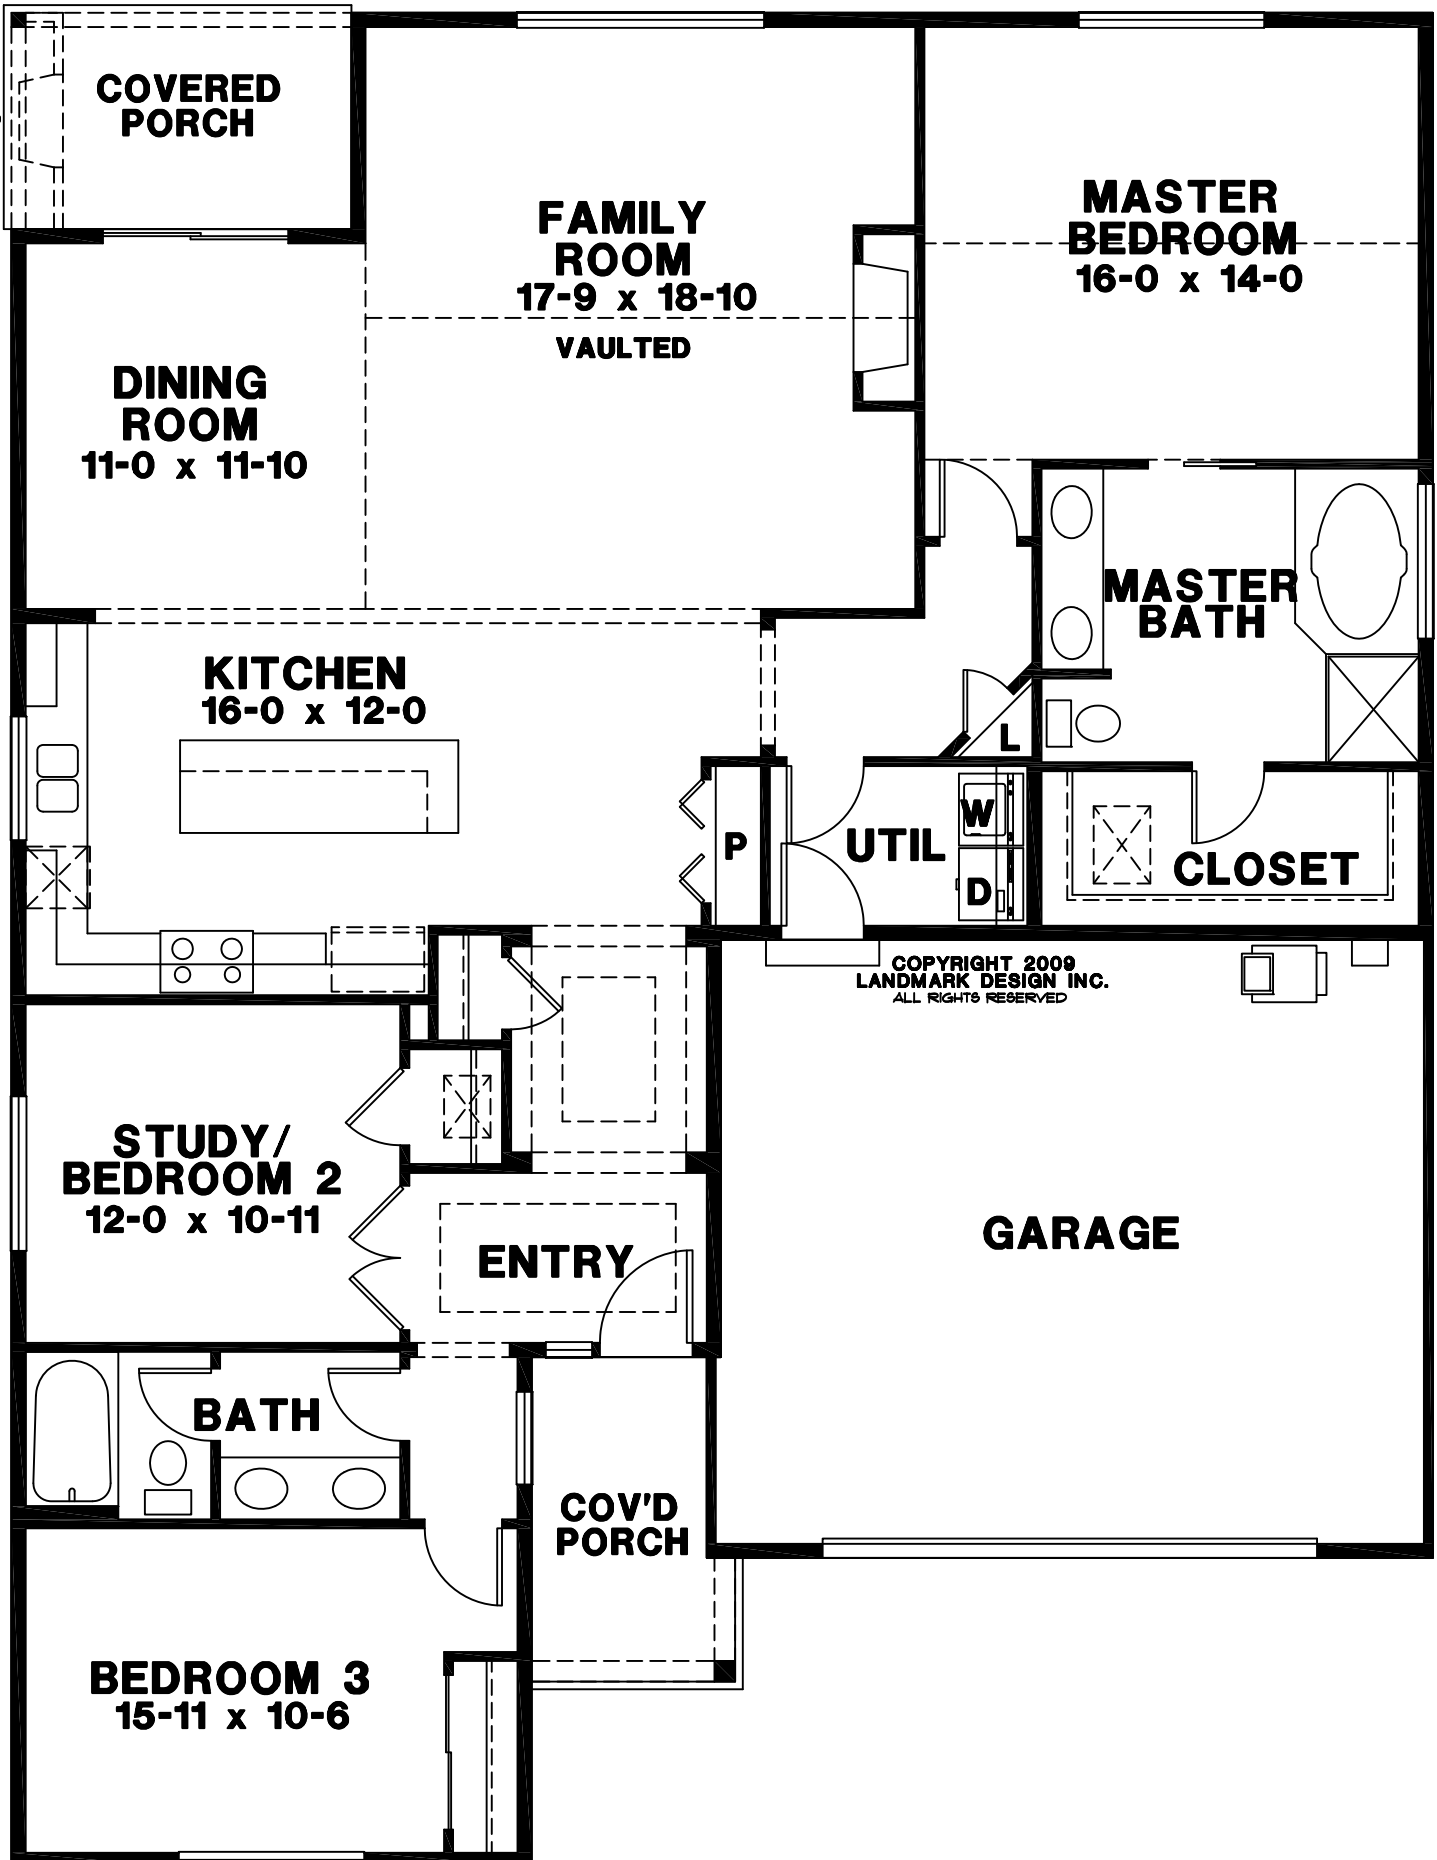 COVERED
PORCH
FAMILY
ROOM
17-9 x 18-10
VAULTED
MASTER
BEDROOM
16-0 x 14-0
DINING
ROOM
11-0 x 11-10
MASTER
BATH
KITCHEN
16-0 x 12-0
L
P
UTIL
W
D
CLOSET
COPYRIGHT 2009
LANDMARK DESIGN INC.
ALL RIGHTS RESERVED
STUDY/
BEDROOM 2
12-0 x 10-11
ENTRY
GARAGE
BATH
COV'D
PORCH
BEDROOM 3
15-11 x 10-6